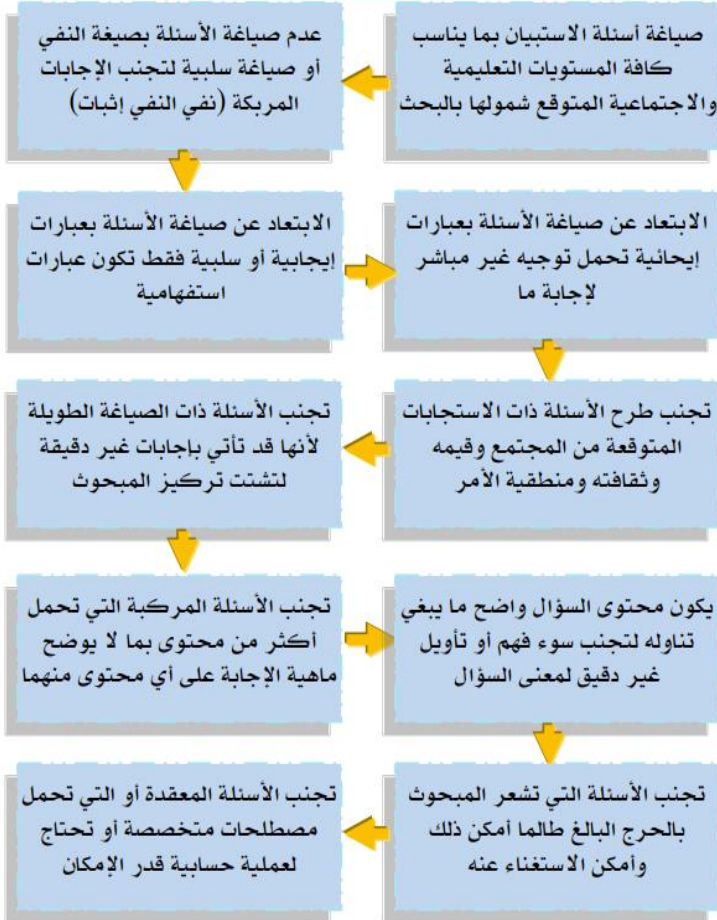 صياغة أسئلة الاستبيان بما يناسب
كافة المستويات التعليمية
والاجتماعية المتوقع شمولها بالبحث
عدم صياغة الأسئلة بصيغة النفي
أو صياغة سلبية لتجنب الإجابات
المربكة (نفي النفي إثبات)
الابتعاد عن صياغة الأسئلة بعبارات
إيجابية أو سلبية فقط تكون عبارات
استفهامية
الابتعاد عن صياغة الأسئلة بعبارات
إيحائية تحمل توجيه غير مباشر
لإجابة ما
تجنب طرح الأسئلة ذات الاستجابات
المتوقعة من المجتمع وقيمه
وثقافته ومنطقية الأمر
تجنب الأسئلة ذات الصياغة الطويلة
لأنها قد تأتي بإجابات غير دقيقة
لتشتت تركيز المبحوث
تجنب الأسئلة المركبة التي تحمل
أكثر من محتوى بما لا يوضح
ماهية الإجابة على أي محتوى منهما
يكون محتوى السؤال واضح ما يبغي
تناوله لتجنب سوء فهم أو تأويل
غير دقيق لمعنى السؤال
تجنب الأسئلة التي تشعر المبحوث
بالحرج البالغ طالما أمكن ذلك
وأمكن الاستغناء عنه
تجنب الأسئلة المعقدة أو التي تحمل
مصطلحات متخصصة أو تحتاج
لعملية حسابية قدر الإمكان